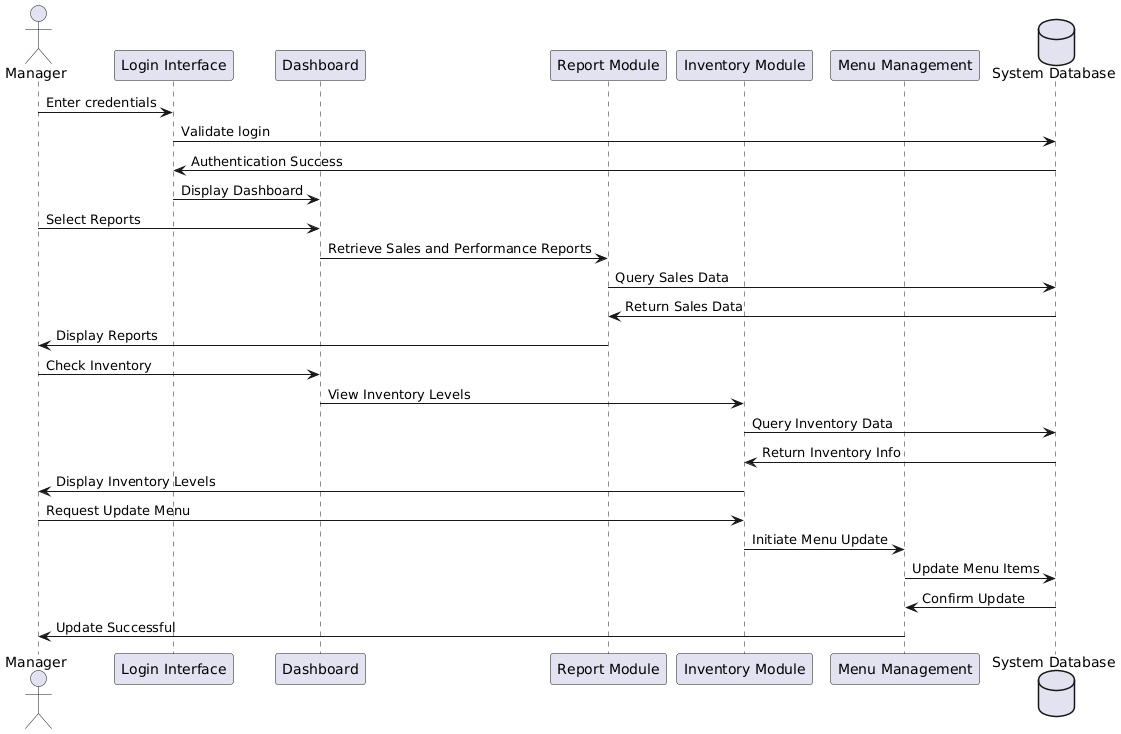 Manager
Login Interface
Dashboard
Report Module
Inventory Module
Menu Management
System Database
Enter credentials
Validate login
Authentication Success
Display Dashboard
Select Reports
Retrieve Sales and Performance Reports
Query Sales Data
Return Sales Data
Display Reports
Check Inventory
View Inventory Levels
Query Inventory Data
Return Inventory Info
Display Inventory Levels
Request Update Menu
Initiate Menu Update
Update Menu Items
Confirm Update
Update Successful
Manager
Login Interface
Dashboard
Report Module
Inventory Module
Menu Management
System Database